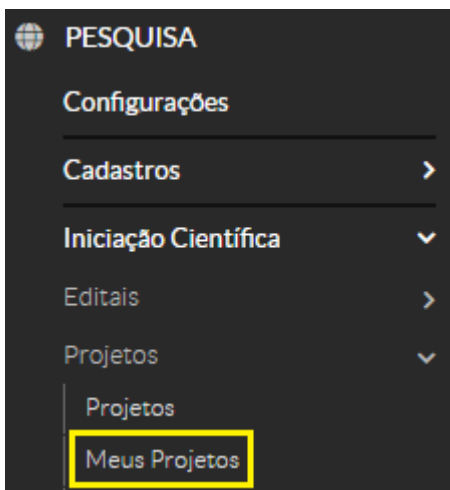 PESQUISA
Configurações
Cadastros
Iniciação Científica
Editais
Projetos
Projetos
Meus Projetos